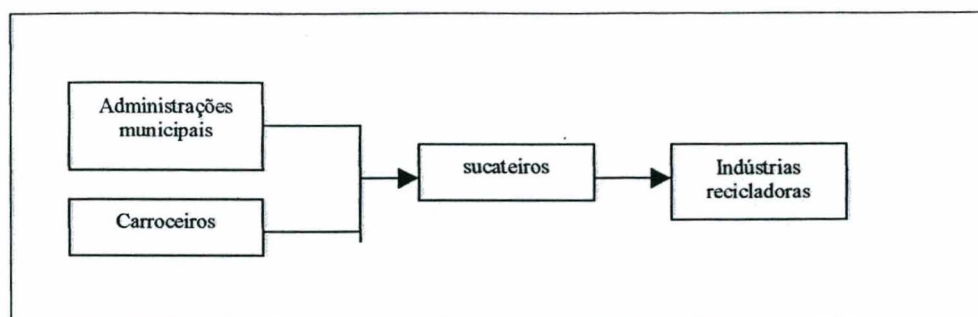 Administrações
municipais
Carroceiros
sucateiros
Indústrias
recicladoras